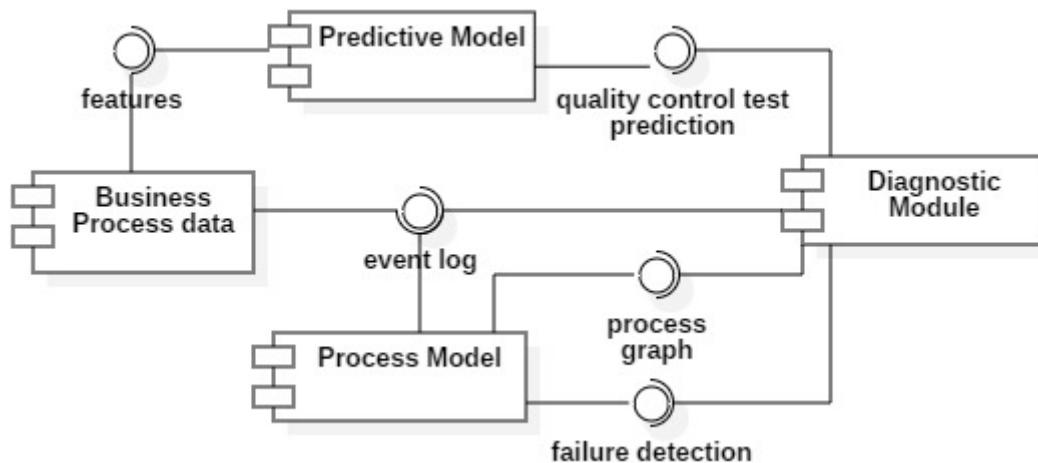 Predictive Model
features
quality control test
prediction
Business
Process data
Diagnostic
Module
event log
process
graph
Process Model
failure detection